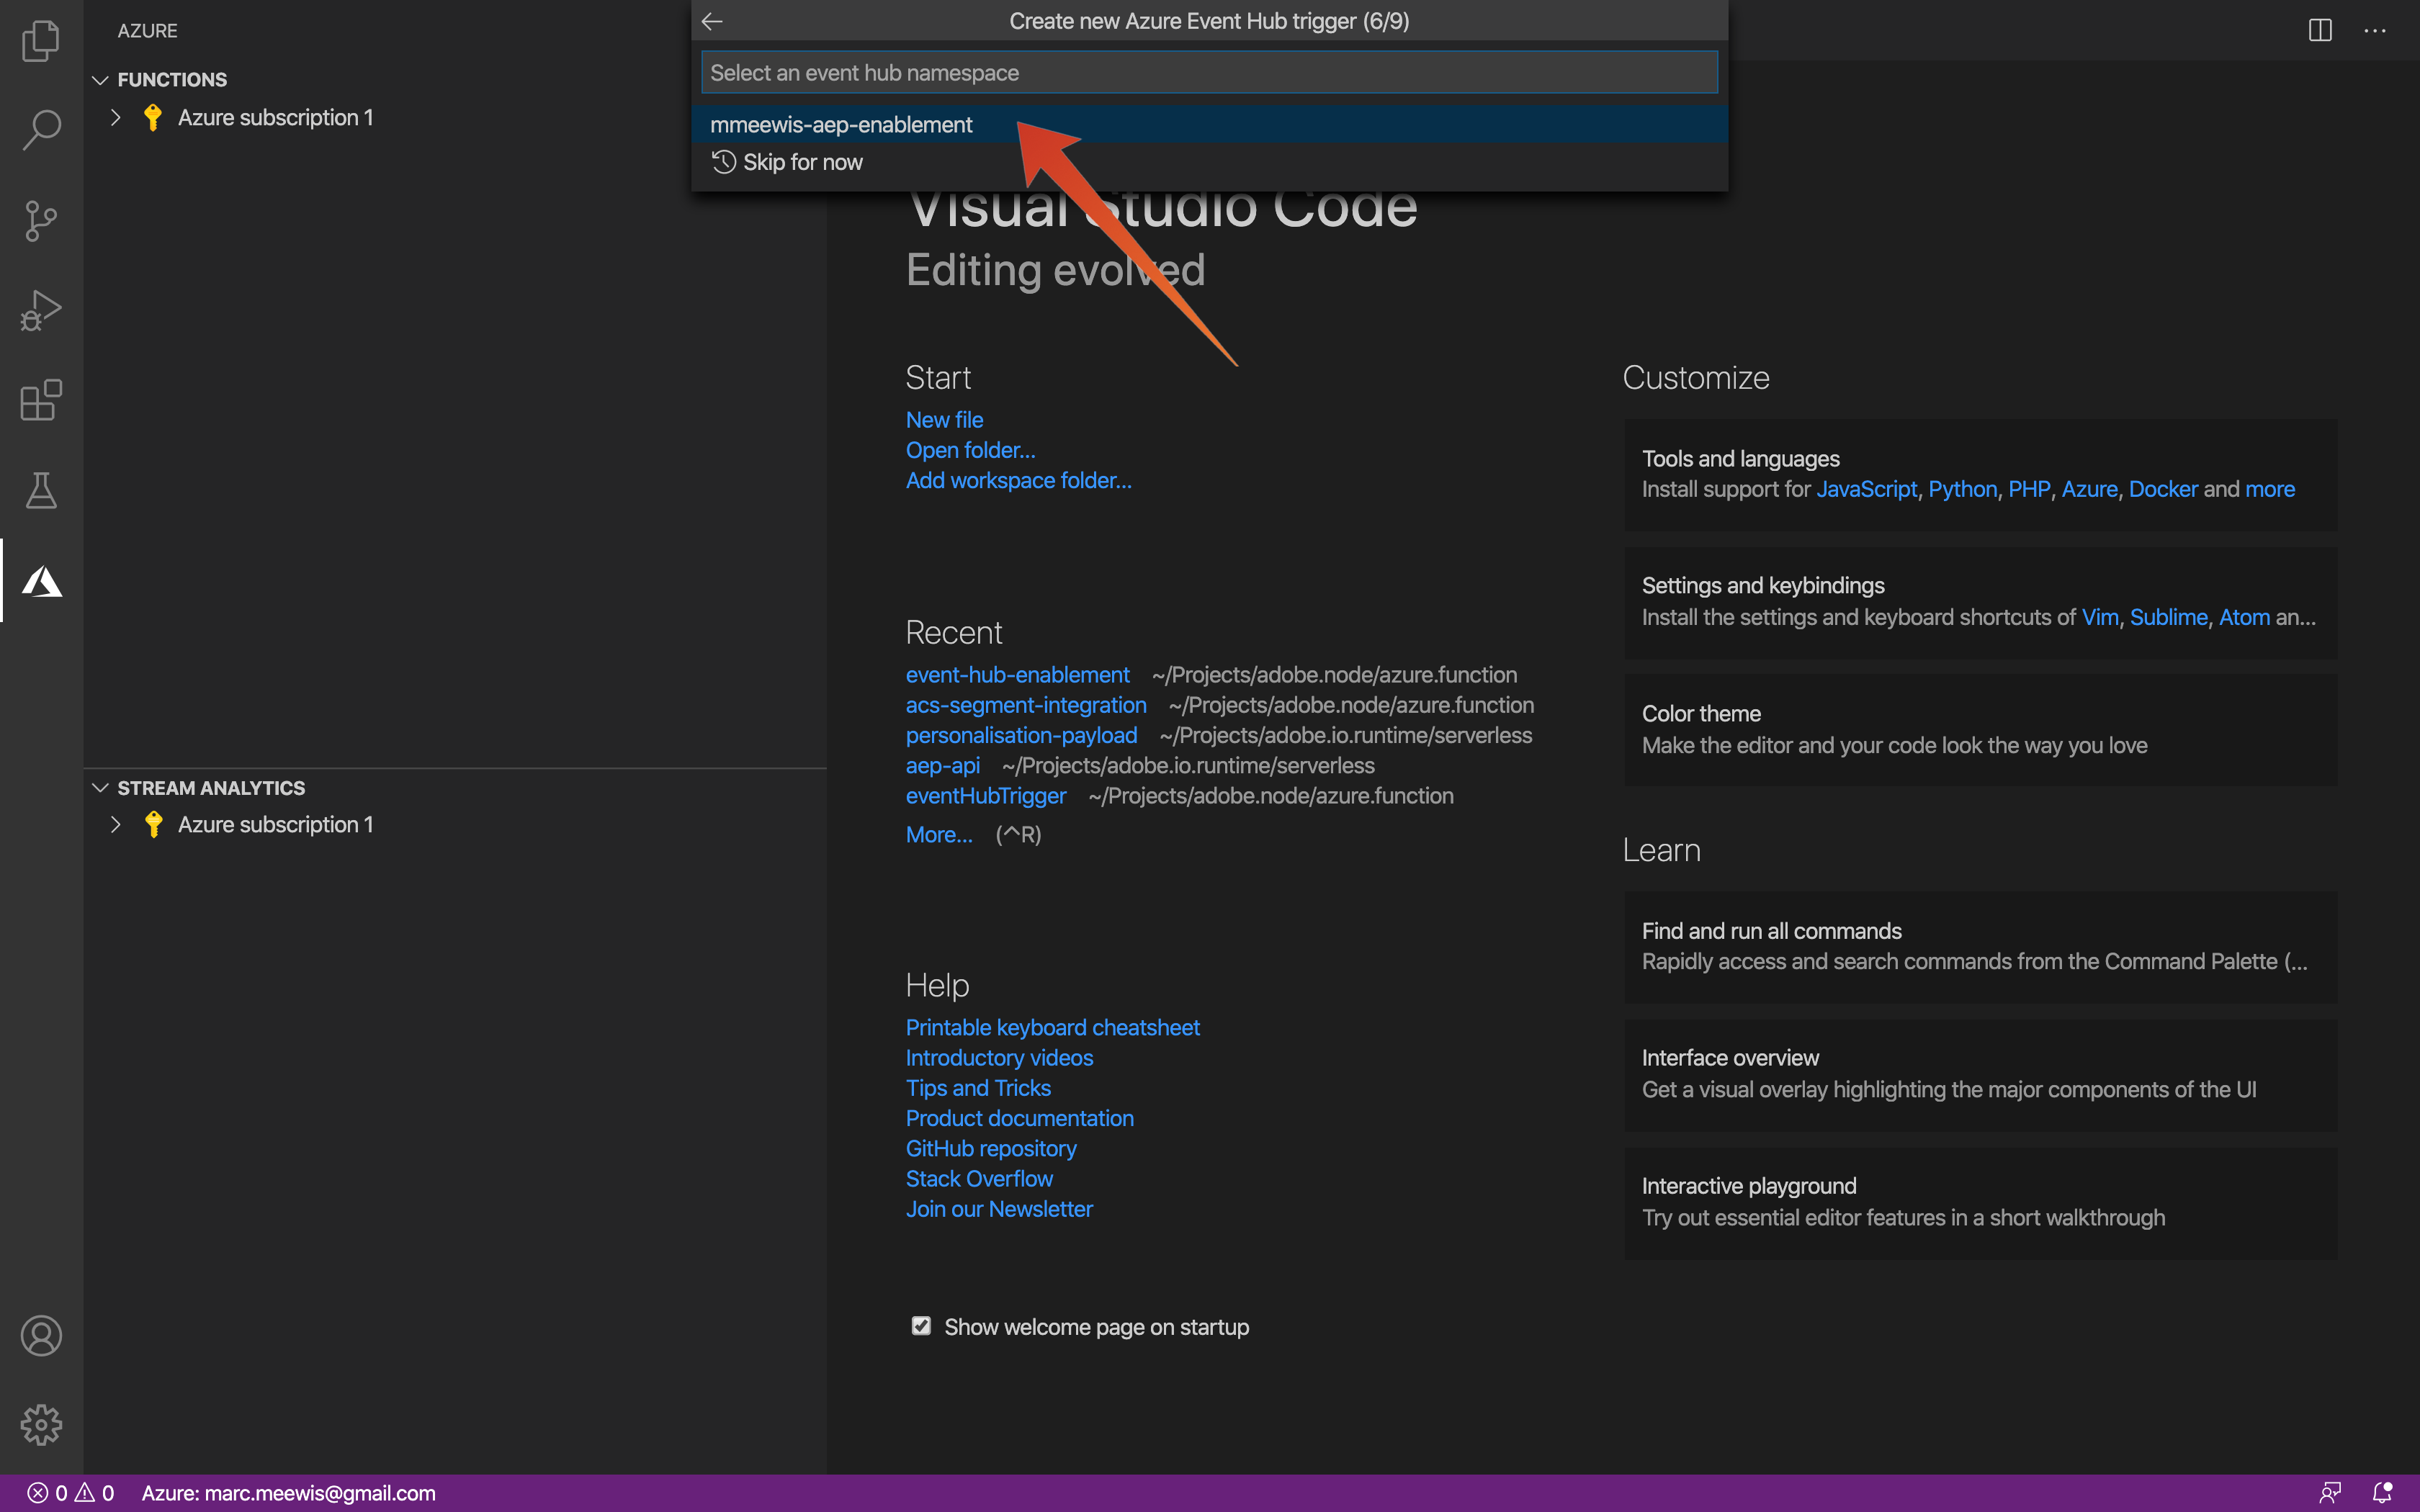 AZURE
FUNCTIONS
Azure subscription 1
STREAM ANALYTICS
Azure subscription 1
Create new Azure Event Hub trigger (6/9)
Select an event hub namespace
mmeewis-aep-enablement
Skip for now
Visual Studio Code
Editing evolved
Start
New file
Open folder...
Add workspace folder...
Recent
event-hub-enablement ~/Projects/adobe.node/azure.function
acs-segment-integration ~/Projects/adobe.node/azure.function
personalisation-payload ~/Projects/adobe.io.runtime/serverless
aep-api ~/Projects/adobe.io.runtime/serverless
eventHubTrigger ~/Projects/adobe.node/azure.function
More... (^R)
Help
Printable keyboard cheatsheet
Introductory videos
Tips and Tricks
Product documentation
GitHub repository
Stack Overflow
Join our Newsletter
Show welcome page on startup
Customize
Tools and languages
Install support for JavaScript, Python, PHP, Azure, Docker and more
Settings and keybindings
Install the settings and keyboard shortcuts of Vim, Sublime, Atom an...
Color theme
Make the editor and your code look the way you love
Learn
Find and run all commands
Rapidly access and search commands from the Command Palette (...
Interface overview
Get a visual overlay highlighting the major components of the UI
Interactive playground
Try out essential editor features in a short walkthrough
0 0 Azure: marc.meewis@gmail.com